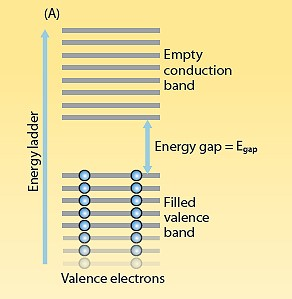 (A)
Energy ladder
Empty
conduction
band
Energy gap = Egap
Filled
valence
band
Valence electrons